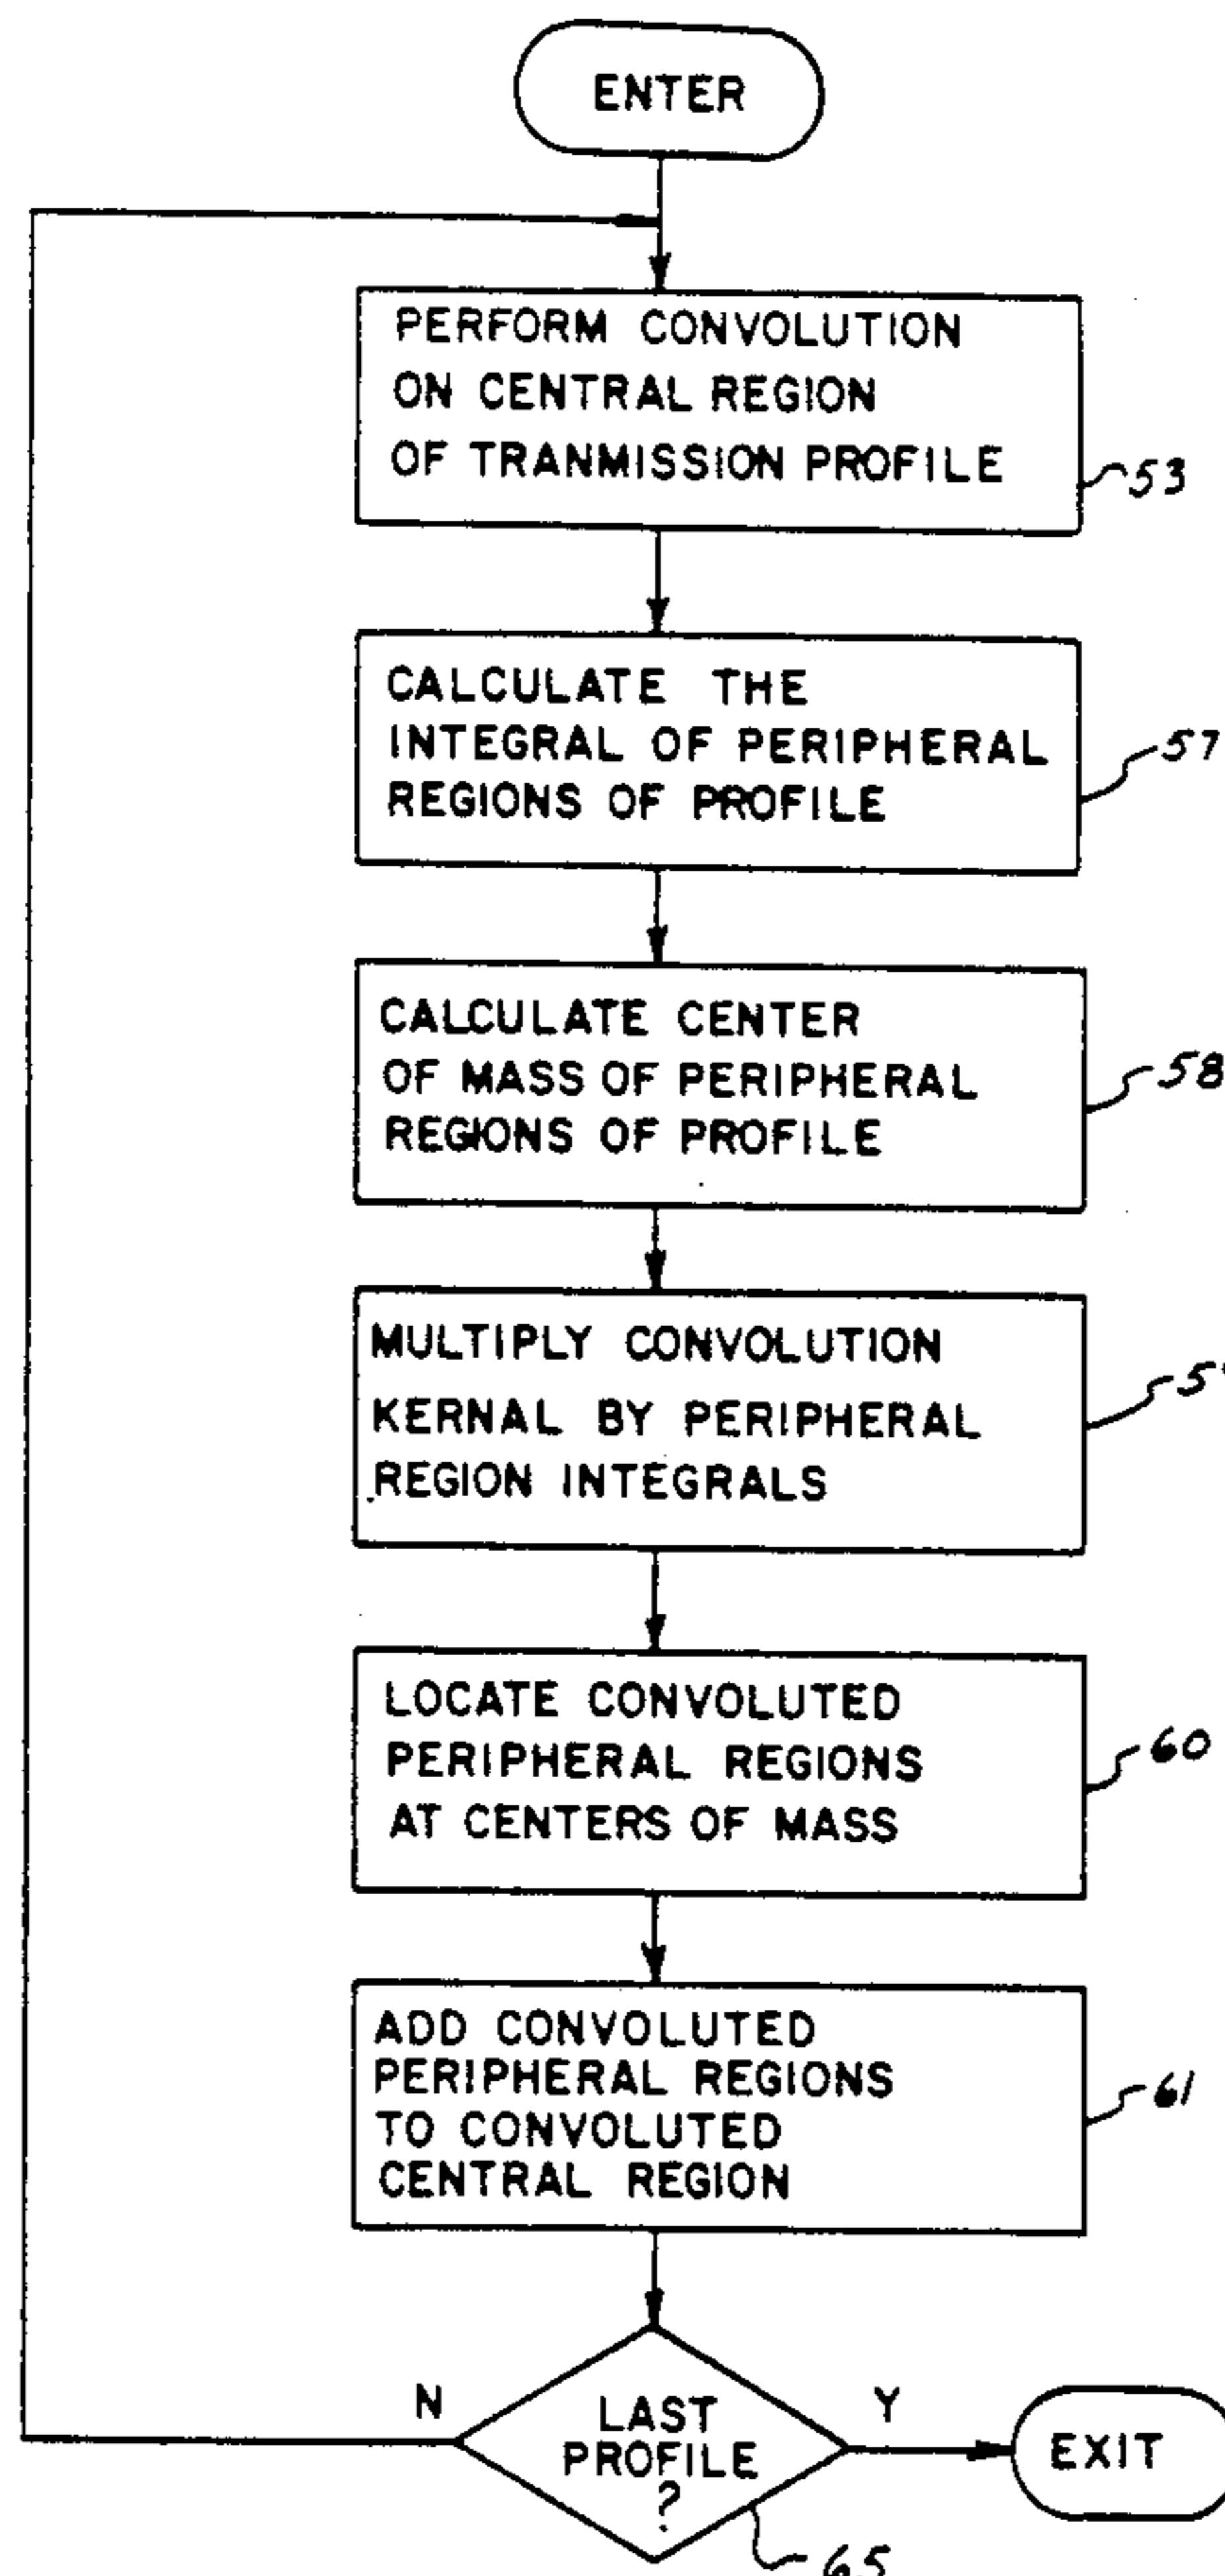 ENTER
PERFORM CONVOLUTION
ON CENTRAL REGION
OF TRANMISSION PROFILE
53
CALCULATE THE
INTEGRAL OF PERIPHERAL
REGIONS OF PROFILE
57
CALCULATE CENTER
OF MASS OF PERIPHERAL
REGIONS OF PROFILE
58
MULTIPLY CONVOLUTION
KERNAL BY PERIPHERAL
REGION INTEGRALS
LOCATE CONVOLUTED
PERIPHERAL REGIONS
AT CENTERS OF MASS
60
ADD CONVOLUTED
PERIPHERAL REGIONS
TO CONVOLUTED
CENTRAL REGION
61
N
LAST
PROFILE
?
Y
EXIT
65